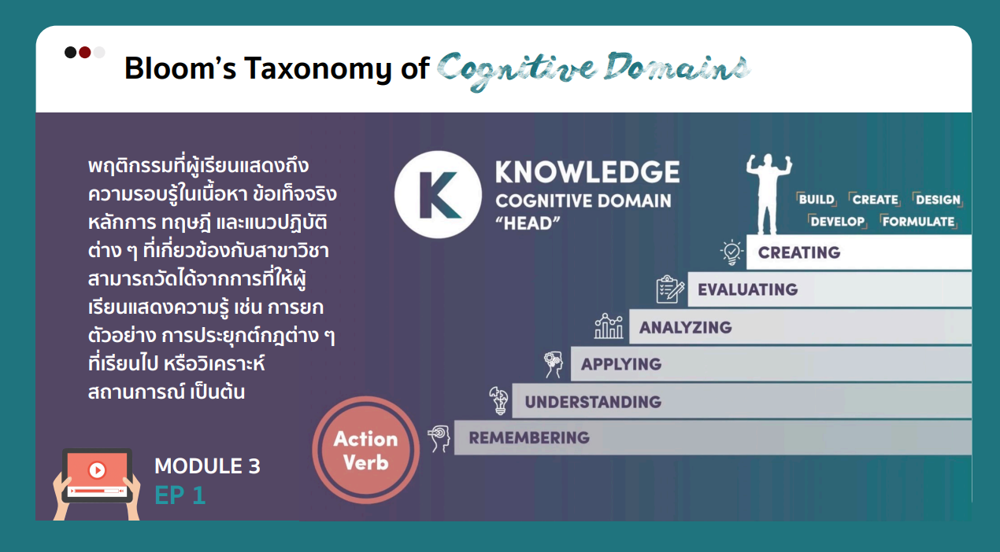 Bloom's Taxonomy of Cognitive Domains
พฤติกรรมที่ผู้เรียนแสดงถึง
ความรอบรู้ในเนื้อหา ข้อเท็จจริง
หลักการ ทฤษฎี และแนวปฏิบัติ
ต่าง ๆ ที่เกี่ยวข้องกับสาขาวิชา
สามารถวัดได้จากการที่ให้ผู้
เรียนแสดงความรู้ เช่น การยก
ตัวอย่าง การประยุกต์กฎต่าง ๆ
ที่เรียนไป หรือวิเคราะห์
สถานการณ์ เป็นต้น
MODULE 3
EP 1
K
KNOWLEDGE
COGNITIVE DOMAIN
“HEAD”
BUILD CREATE DESIGN
DEVELOP FORMULATE
CREATING
EVALUATING
ANALYZING
APPLYING
UNDERSTANDING
REMEMBERING
Action
Verb